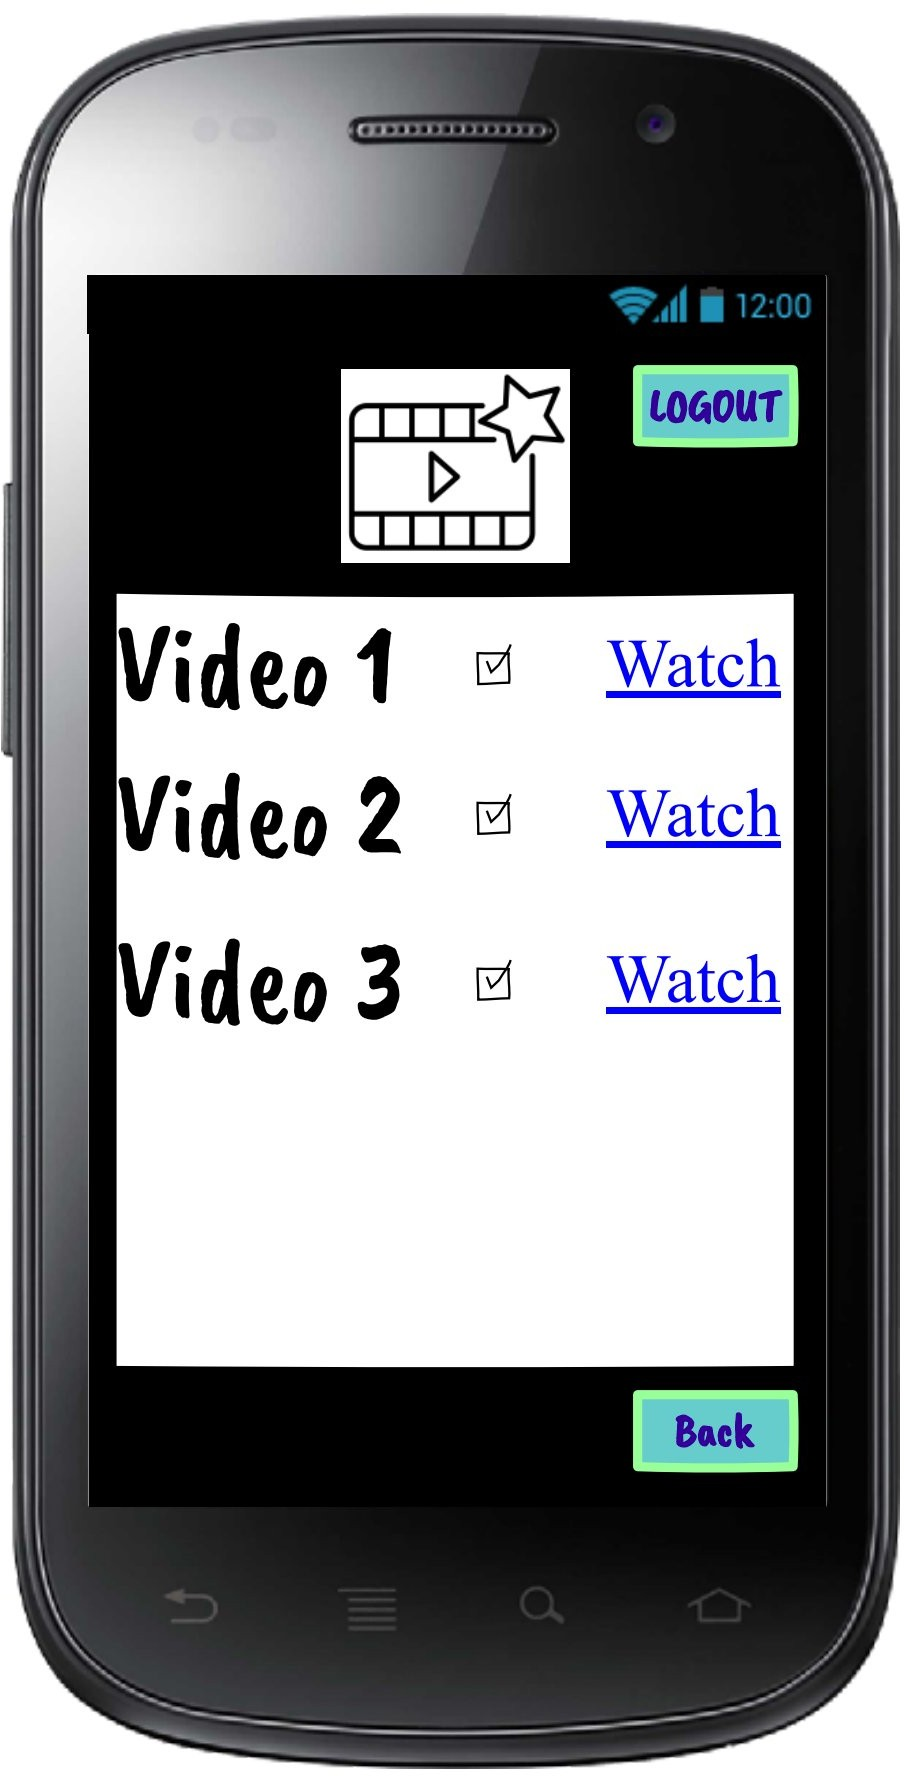 12:00
LOGOUT
Video 1 ☑ Watch
Video 2 ☑ Watch
Video 3 ☑ Watch
Back